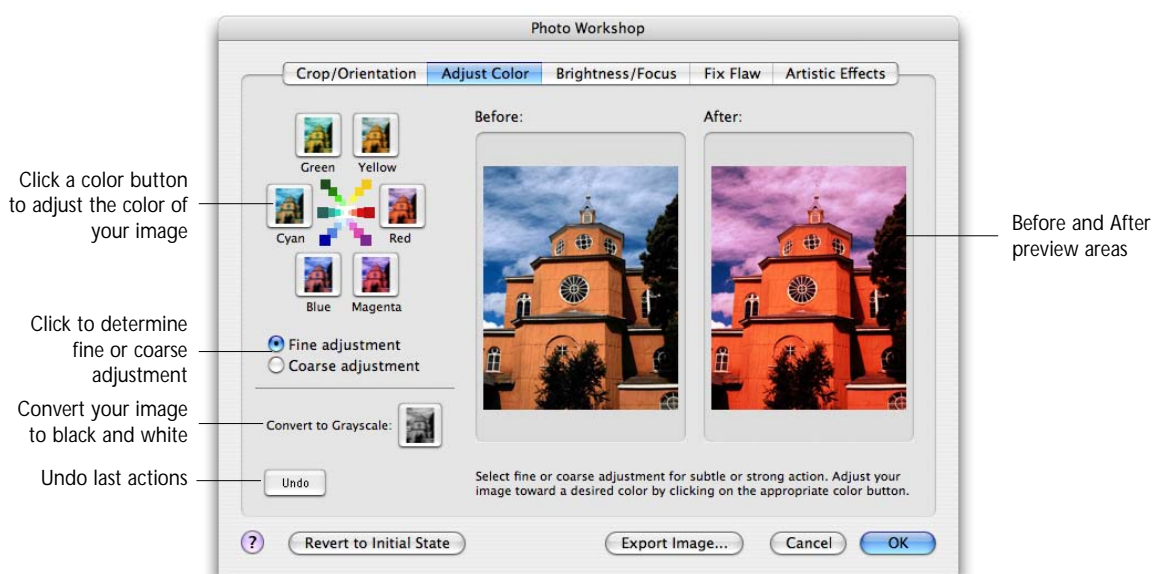 Photo Workshop
Crop/Orientation Adjust Color Brightness/Focus Fix Flaw Artistic Effects
Before:
After:
Green Yellow
Cyan Red
Blue Magenta
Fine adjustment
Coarse adjustment
Convert to Grayscale:
Undo
Select fine or coarse adjustment for subtle or strong action. Adjust your
image toward a desired color by clicking on the appropriate color button.
? Revert to Initial State Export Image... Cancel OK
Click a color button
to adjust the color of
your image
Click to determine
fine or coarse
adjustment
Convert your image
to black and white
Undo last actions
Before and After
preview areas